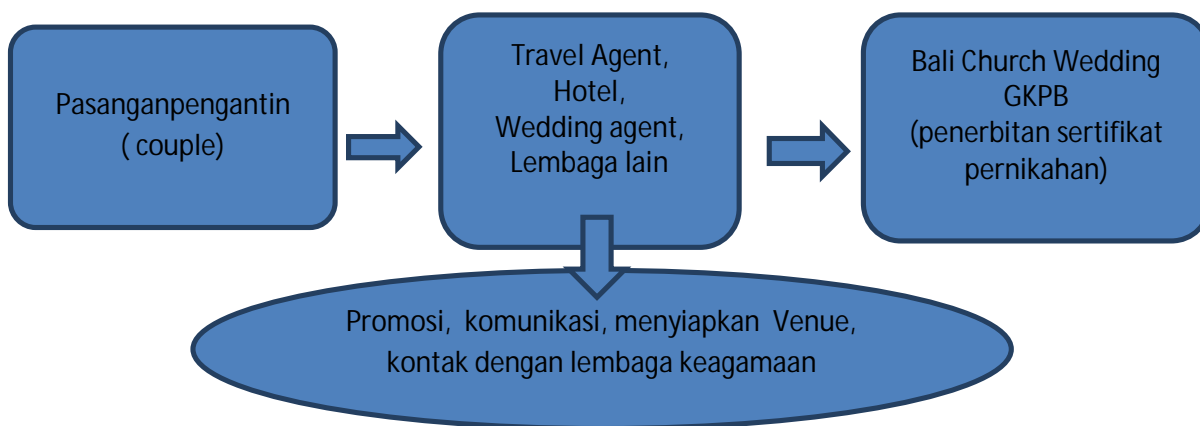 Pasanganpengantin
( couple)
Travel Agent,
Hotel,
Wedding agent,
Lembaga lain
Bali Church Wedding
GKPB
(penerbitan sertifikat
pernikahan)
Promosi, komunikasi, menyiapkan Venue,
kontak dengan lembaga keagamaan